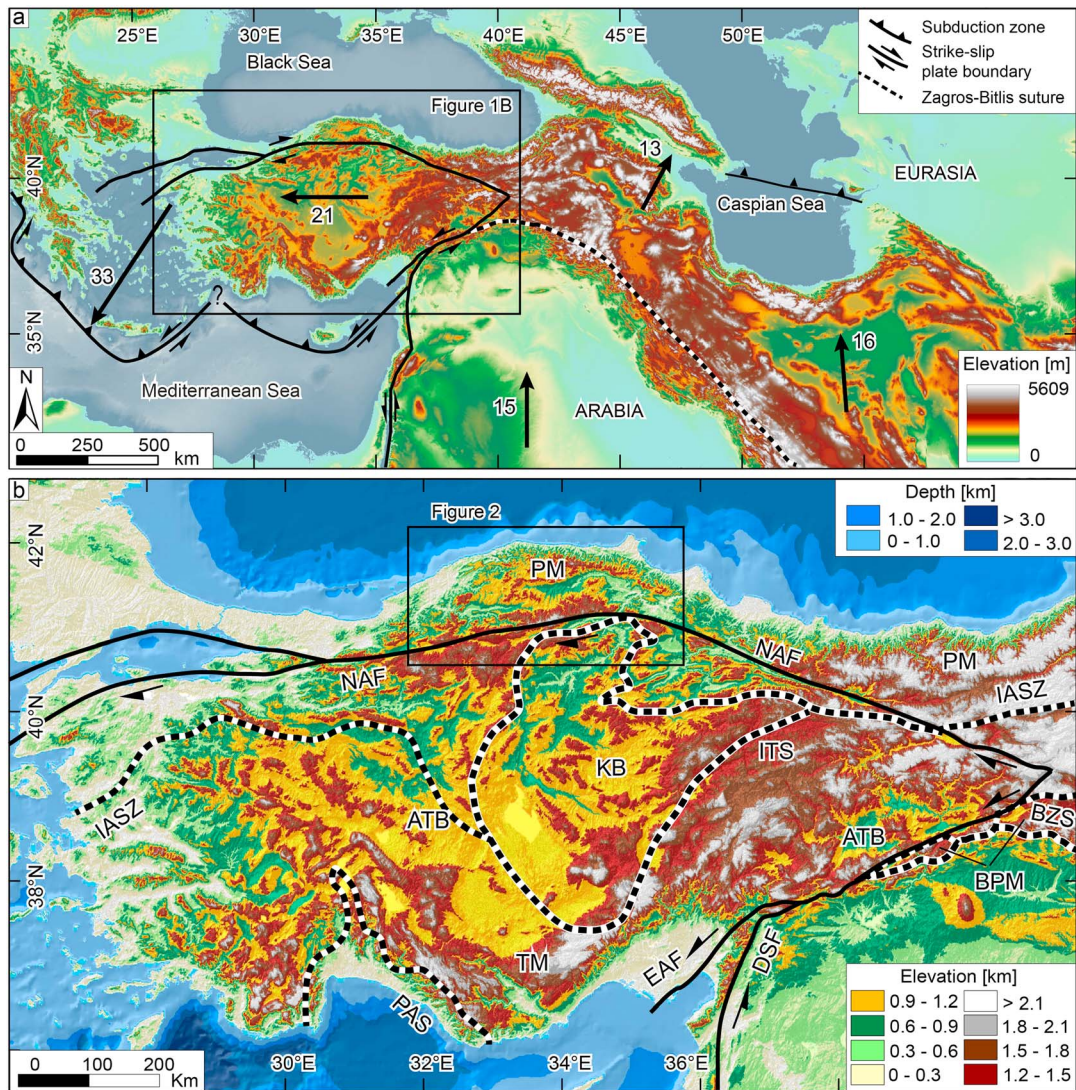 a
25°E
30°E
35°E
40°E
45°E
50°E
Subduction zone
Strike-slip
plate boundary
Zagros-Bitlis suture
Black Sea
Figure 1B
40°N
13
EURASIA
21
Caspian Sea
33
?
35°N
16
Mediterranean Sea
15
ARABIA
Elevation [m]
5609
0
N
0 250 500
km
b
Figure 2
Depth [km]
1.0 - 2.0
> 3.0
0 - 1.0
2.0 - 3.0
42°N
PM
NAF
NAF
PM
IASZ
40°N
ITS
KB
IASZ
ATB
ATB
BZS
38°N
BPM
TM
EAF
DSF
PAS
Elevation [km]
0.9 - 1.2
> 2.1
0.6 - 0.9
1.8 - 2.1
0.3 - 0.6
1.5 - 1.8
0 - 0.3
1.2 - 1.5
0 100 200
Km
30°E
32°E
34°E
36°E